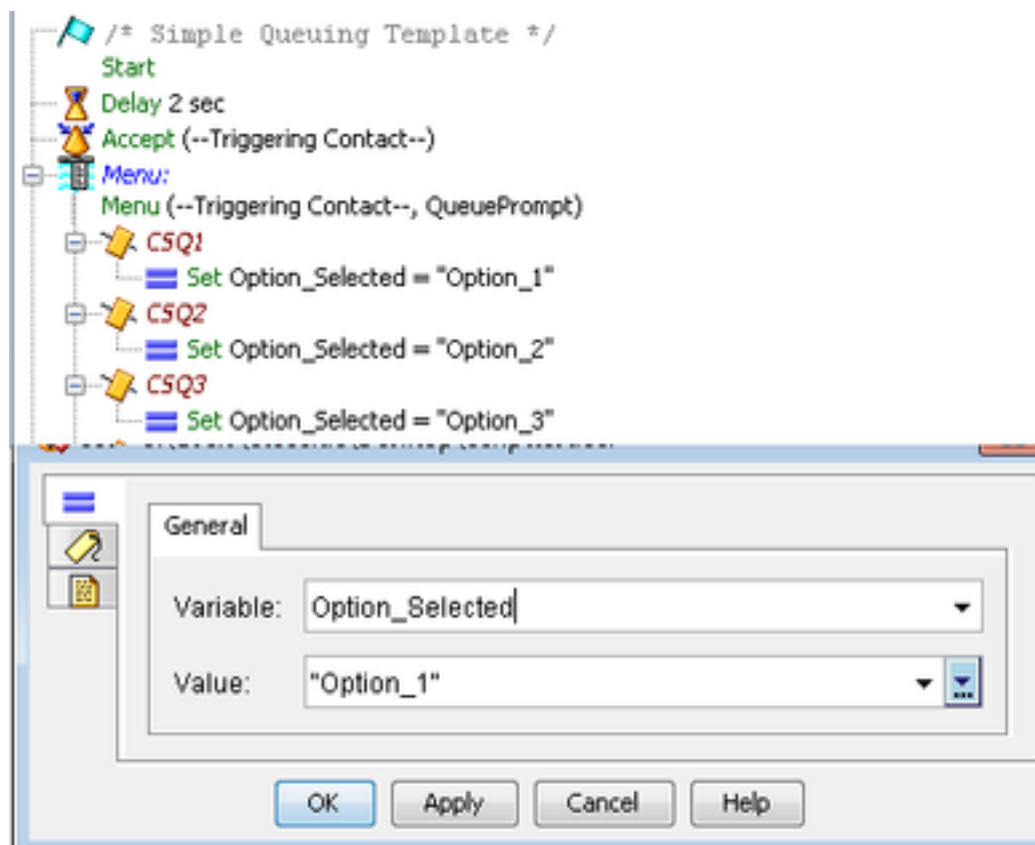 /* Simple Queuing Template */
Start
Delay 2 sec
Accept (--Triggering Contact--)
Menu:
Menu (--Triggering Contact--, QueuePrompt)
CSQ1
Set Option_Selected = "Option_1"
CSQ2
Set Option_Selected = "Option_2"
CSQ3
Set Option_Selected = "Option_3"
General
Variable: Option_Selected
Value: "Option_1"
OK Apply Cancel Help